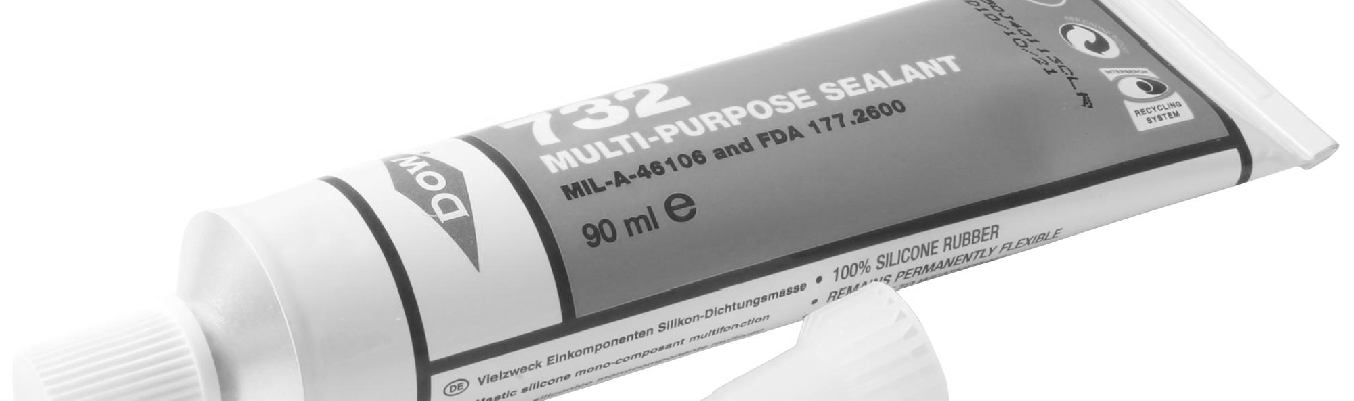 Dow
732
MULTI-PURPOSE SEALANT
MIL-A-46106 and FDA 177.2600
90 ml e
RECYCLING
SYSTEM
• 100% SILICONE RUBBER
• REMAINS PERMANENTLY FLEXIBLE
DE Vielzweck Einkomponenten Silikon-Dichtungsmasse
Mastic silicone mono-composant multifonction